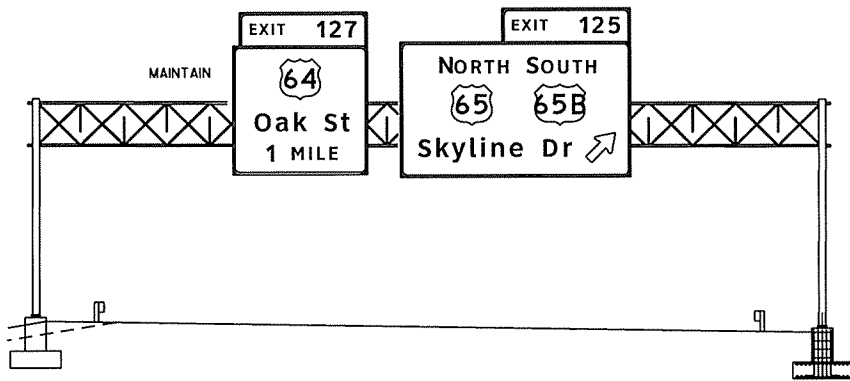 EXIT 127
EXIT 125
MAINTAIN
64
Oak St
1 MILE
NORTH SOUTH
65 65B
Skyline Dr